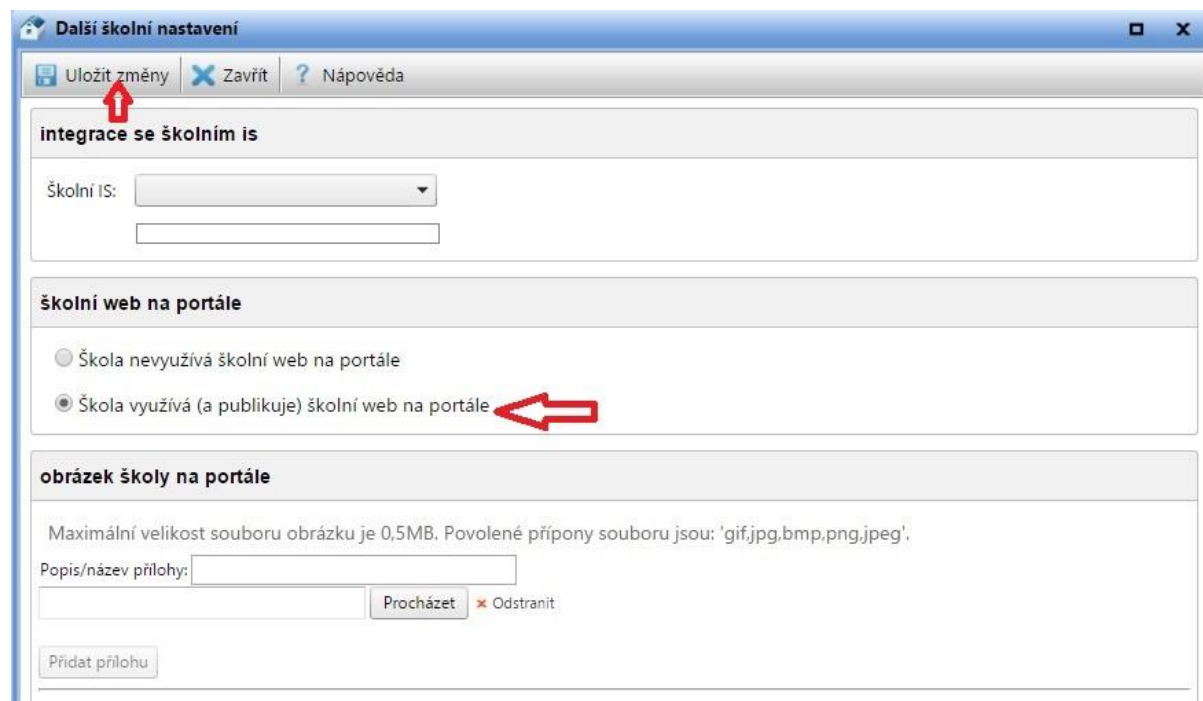 Další školní nastavení
Uložit změny Zavřít ? Nápověda
integrace se školním is
Školní IS:
školní web na portále
Škola nevyužívá školní web na portále
Škola využívá (a publikuje) školní web na portále
obrázek školy na portále
Maximální velikost souboru obrázku je 0,5MB. Povolené přípony souboru jsou: 'gif,jpg,bmp,png,jpeg'.
Popis/název přílohy:
Procházet × Odstranit
Přidat přílohu